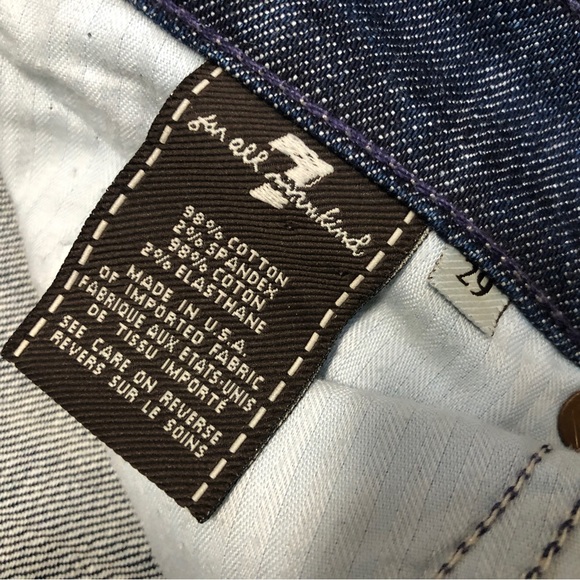 7
for all mankind
98% COTTON
2% SPANDEX
98% COTON
2% ELASTHANE
MADE IN U.S.A.
OF IMPORTED FABRIC
FABRIQUE AUX ETATS-UNIS
DE TISSU IMPORTE
SEE CARE ON REVERSE
REVERS SUR LE SOINS
29